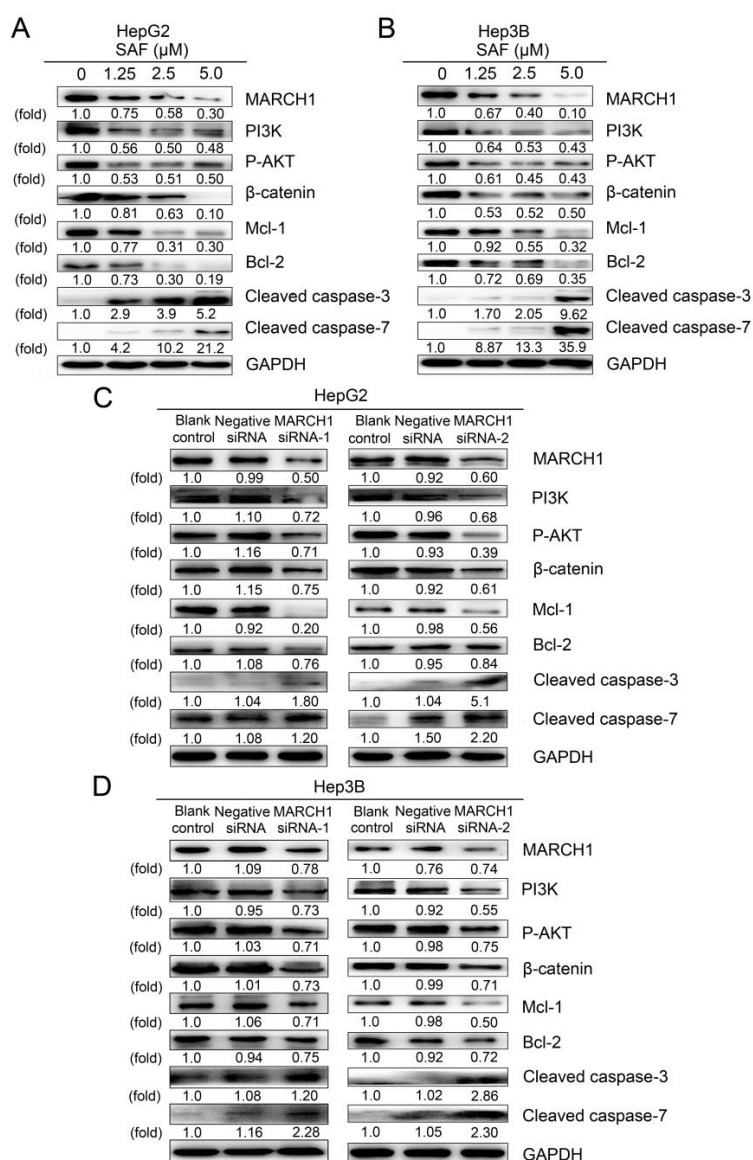 A
HepG2
SAF (μM)
0 1.25 2.5 5.0
MARCH1
(fold) 1.0 0.75 0.58 0.30
PI3K
(fold) 1.0 0.56 0.50 0.48
P-AKT
(fold) 1.0 0.53 0.51 0.50
β-catenin
(fold) 1.0 0.81 0.63 0.10
Mcl-1
(fold) 1.0 0.77 0.31 0.30
Bcl-2
(fold) 1.0 0.73 0.30 0.19
Cleaved caspase-3
(fold) 1.0 2.9 3.9 5.2
Cleaved caspase-7
(fold) 1.0 4.2 10.2 21.2
GAPDH
B
Hep3B
SAF (μM)
0 1.25 2.5 5.0
MARCH1
1.0 0.67 0.40 0.10
PI3K
1.0 0.64 0.53 0.43
P-AKT
1.0 0.61 0.45 0.43
β-catenin
1.0 0.53 0.52 0.50
Mcl-1
1.0 0.92 0.55 0.32
Bcl-2
1.0 0.72 0.69 0.35
Cleaved caspase-3
1.0 1.70 2.05 9.62
Cleaved caspase-7
1.0 8.87 13.3 35.9
GAPDH
C
HepG2
Blank Negative MARCH1 Blank Negative MARCH1
control siRNA siRNA-1 control siRNA siRNA-2
MARCH1
(fold) 1.0 0.99 0.50 1.0 0.92 0.60
PI3K
(fold) 1.0 1.10 0.72 1.0 0.96 0.68
P-AKT
(fold) 1.0 1.16 0.71 1.0 0.93 0.39
β-catenin
(fold) 1.0 1.15 0.75 1.0 0.92 0.61
Mcl-1
(fold) 1.0 0.92 0.20 1.0 0.98 0.56
Bcl-2
(fold) 1.0 1.08 0.76 1.0 0.95 0.84
Cleaved caspase-3
(fold) 1.0 1.04 1.80 1.0 1.04 5.1
Cleaved caspase-7
(fold) 1.0 1.08 1.20 1.0 1.50 2.20
GAPDH
D
Hep3B
Blank Negative MARCH1 Blank Negative MARCH1
control siRNA siRNA-1 control siRNA siRNA-2
MARCH1
(fold) 1.0 1.09 0.78 1.0 0.76 0.74
PI3K
(fold) 1.0 0.95 0.73 1.0 0.92 0.55
P-AKT
(fold) 1.0 1.03 0.71 1.0 0.98 0.75
β-catenin
(fold) 1.0 1.01 0.73 1.0 0.99 0.71
Mcl-1
(fold) 1.0 1.06 0.71 1.0 0.98 0.50
Bcl-2
(fold) 1.0 0.94 0.75 1.0 0.92 0.72
Cleaved caspase-3
(fold) 1.0 1.08 1.20 1.0 1.02 2.86
Cleaved caspase-7
(fold) 1.0 1.16 2.28 1.0 1.05 2.30
GAPDH